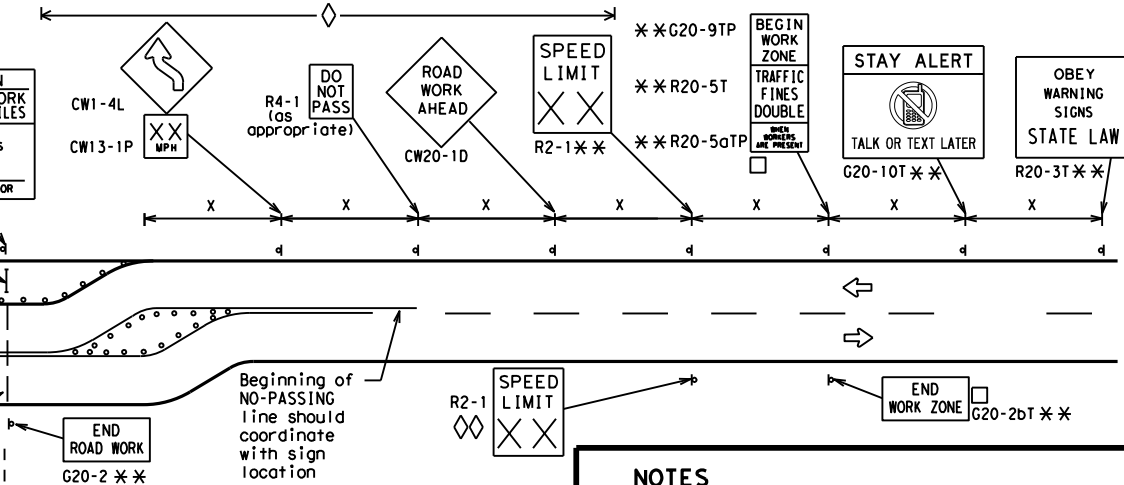 N
ORK
ILES
S
OR
CW1-4L
CW13-1P
X X
MPH
R4-1
(as
appropriate)
DO
NOT
PASS
ROAD
WORK
AHEAD
CW20-1D
SPEED
LIMIT
X X
R2-1 * *
* * G20-9TP
* * R20-5T
* * R20-5aTP
BEGIN
WORK
ZONE
TRAFFIC
FINES
DOUBLE
WHEN
WORKERS
ARE PRESENT
STAY ALERT
TALK OR TEXT LATER
G20-10T * *
OBEY
WARNING
SIGNS
STATE LAW
R20-3T * *
X X X X X X X
Beginning of
NO-PASSING
line should
coordinate
with sign
location
R2-1
SPEED
LIMIT
X X
END
WORK ZONE
G20-2bT * *
END
ROAD WORK
G20-2 * *
NOTES